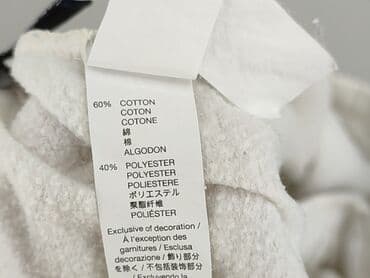 60% COTTON
COTON
COTONE
綿
棉
ALGODON
40% POLYESTER
POLYESTER
POLIESTERE
ポリエステル
聚酯纤维
POLIÉSTER
Exclusive of decoration /
À l'exception des
garnitures / Esclusa
decorazione / 飾り部分
を除く / 不包括装饰部分
/ Excluyendo la